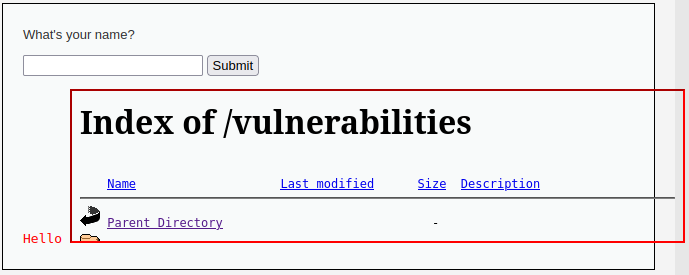 What's your name?
Submit
Index of /vulnerabilities
Name Last modified Size Description
Parent Directory -
Hello